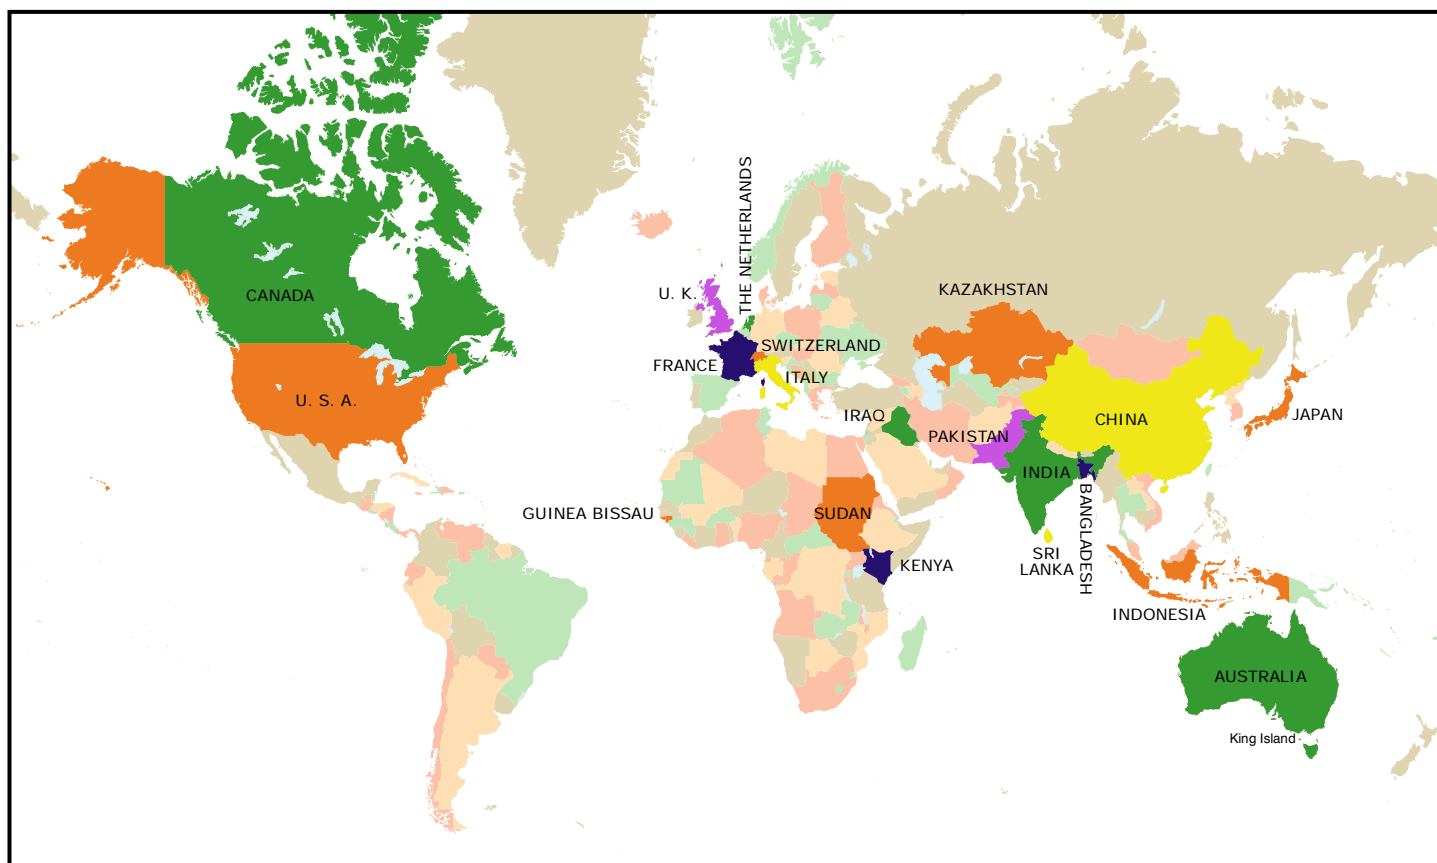 THE NETHERLANDS
U. K.
CANADA
KAZAKHSTAN
SWITZERLAND
FRANCE
ITALY
U. S. A.
IRAQ
PAKISTAN
CHINA
JAPAN
INDIA
BANGLADESH
GUINEA BISSAU
SUDAN
SRI
LANKA
KENYA
INDONESIA
AUSTRALIA
King Island